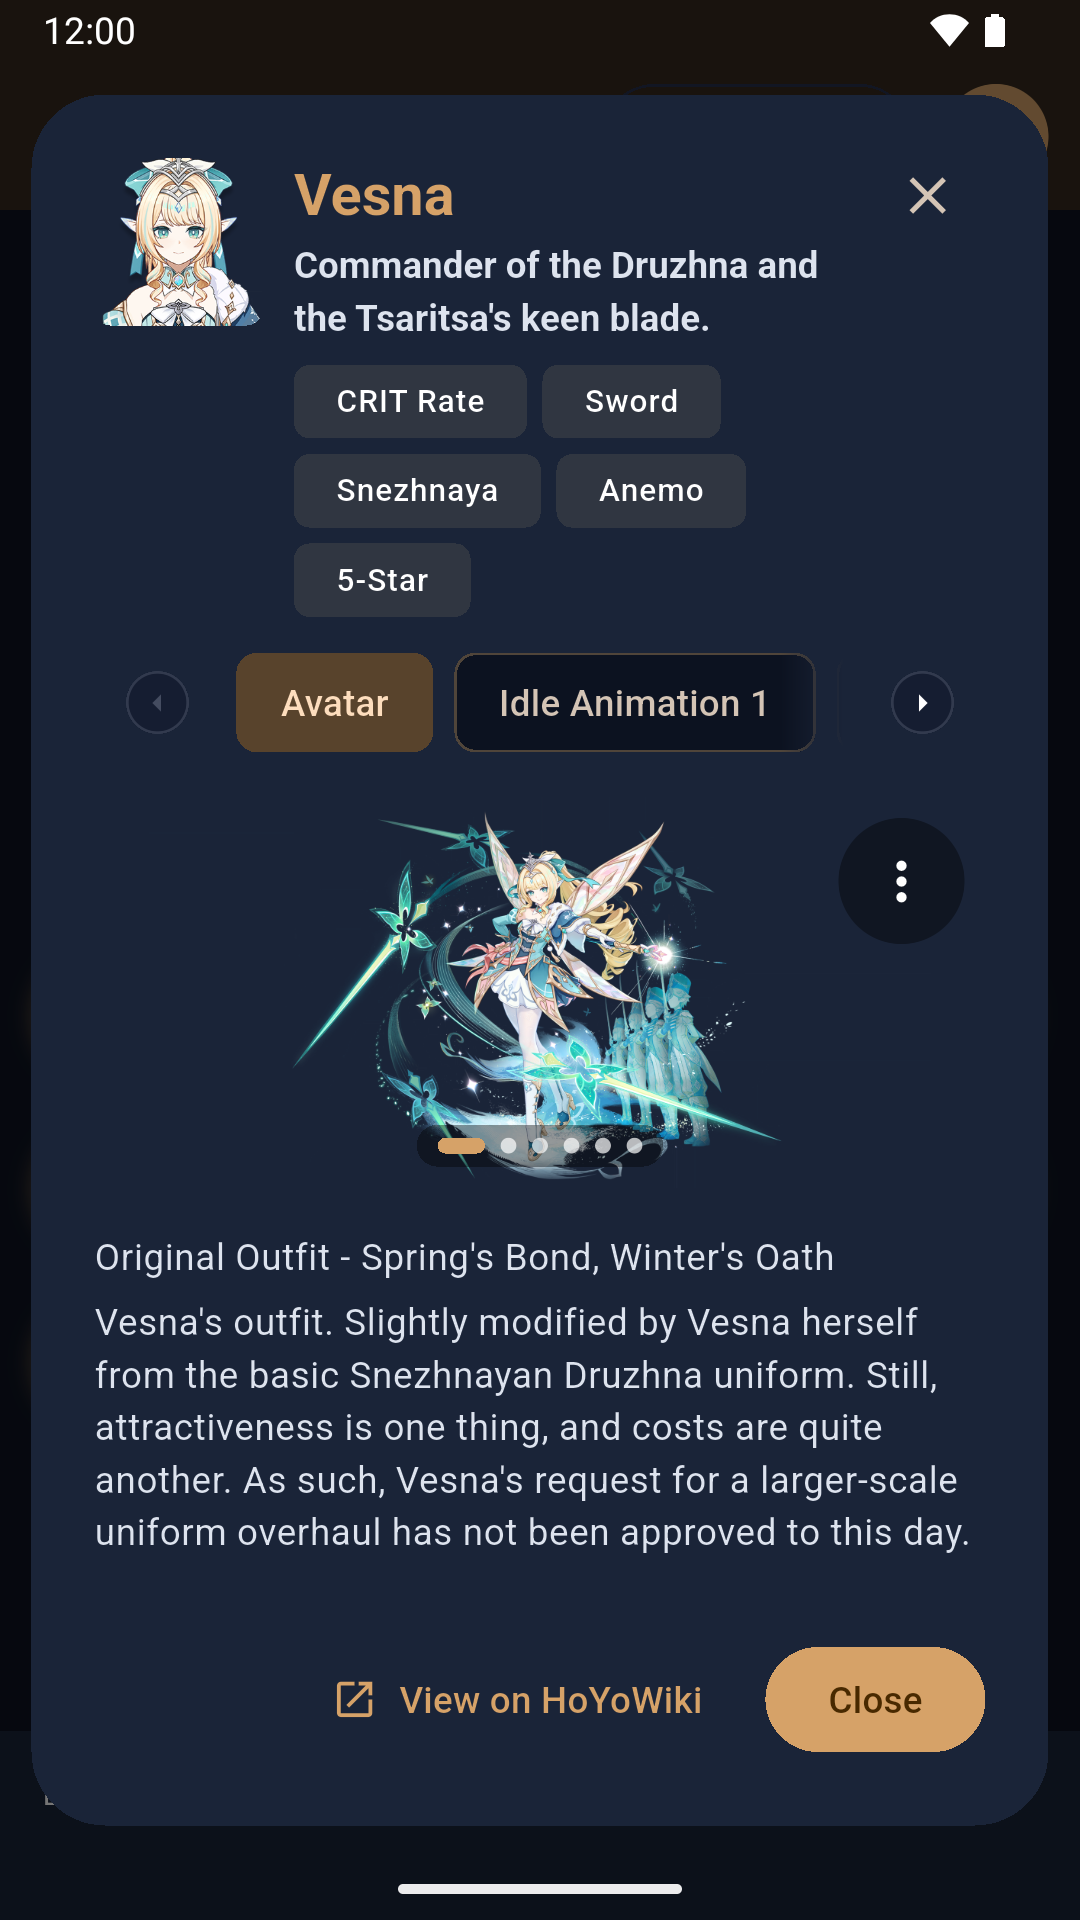 12:00
Vesna
Commander of the Druzhna and
the Tsaritsa's keen blade.
CRIT Rate
Sword
Snezhnaya
Anemo
5-Star
Avatar
Idle Animation 1
Original Outfit - Spring's Bond, Winter's Oath
Vesna's outfit. Slightly modified by Vesna herself
from the basic Snezhnayan Druzhna uniform. Still,
attractiveness is one thing, and costs are quite
another. As such, Vesna's request for a larger-scale
uniform overhaul has not been approved to this day.
View on HoYoWiki
Close